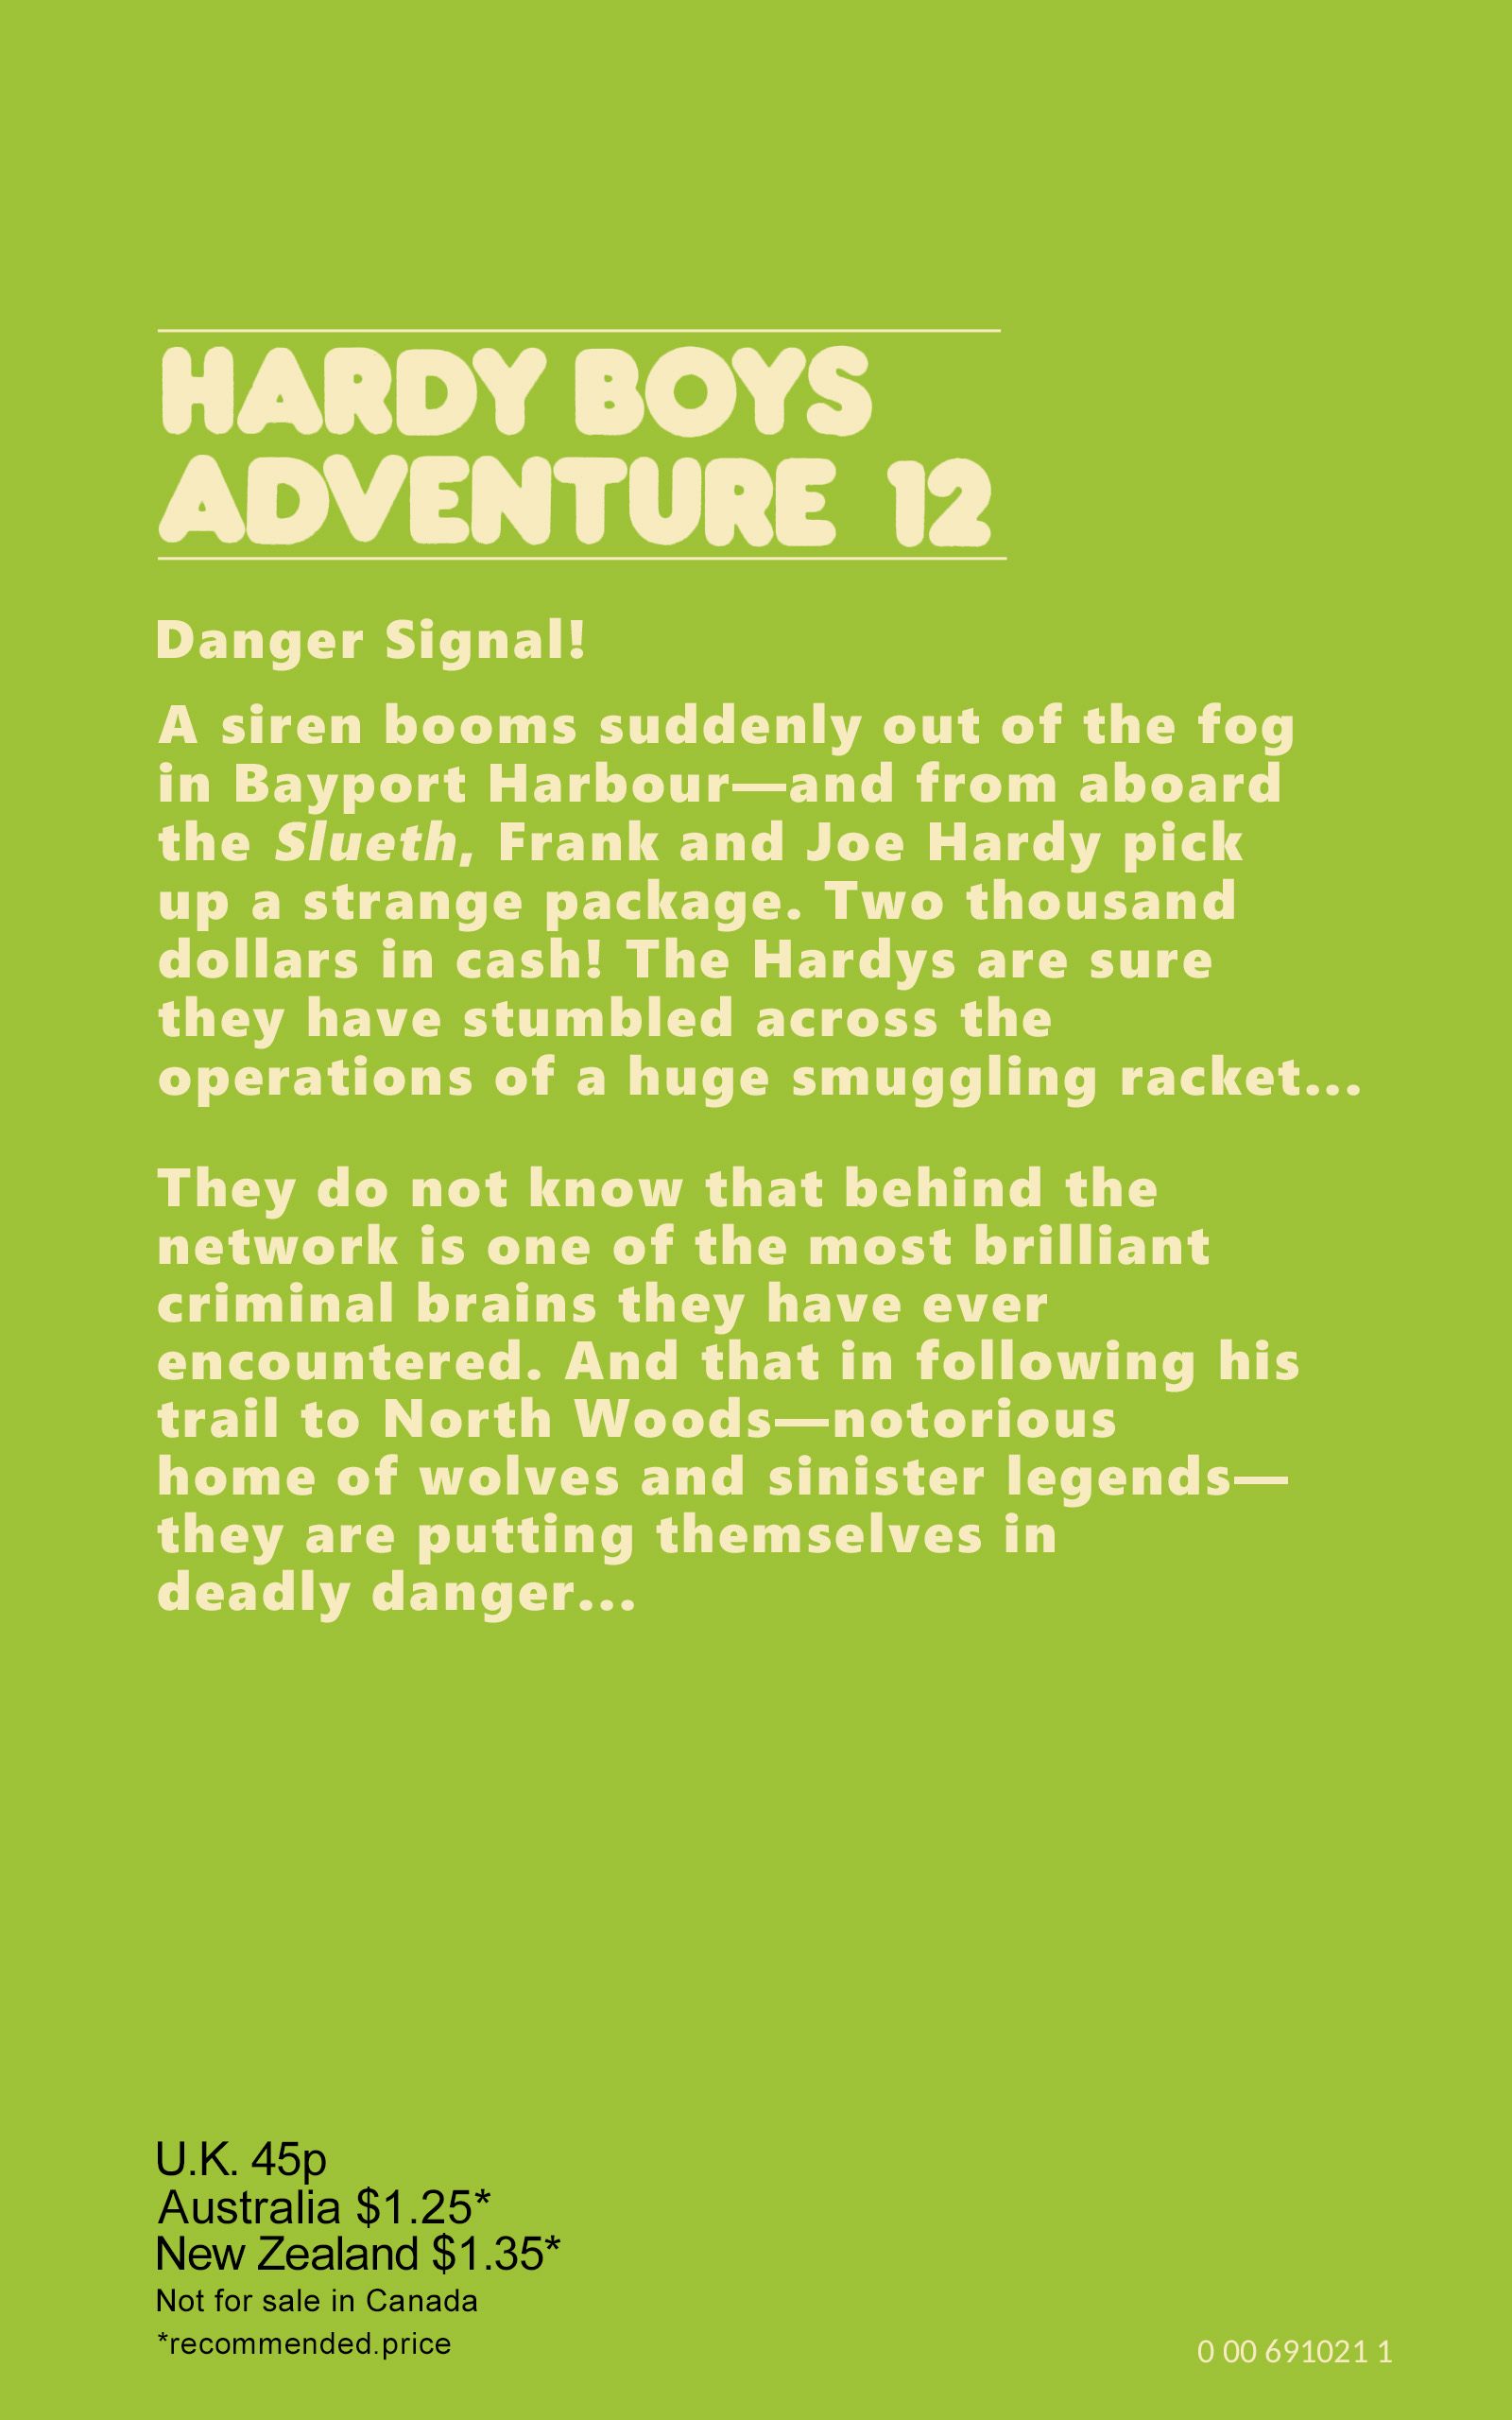 HARDY BOYS
ADVENTURE 12
Danger Signal!
A siren booms suddenly out of the fog
in Bayport Harbour—and from aboard
the Slueth, Frank and Joe Hardy pick
up a strange package. Two thousand
dollars in cash! The Hardys are sure
they have stumbled across the
operations of a huge smuggling racket...
They do not know that behind the
network is one of the most brilliant
criminal brains they have ever
encountered. And that in following his
trail to North Woods—notorious
home of wolves and sinister legends—
they are putting themselves in
deadly danger...
U.K. 45p
Australia $1.25*
New Zealand $1.35*
Not for sale in Canada
*recommended.price
0 00 691021 1